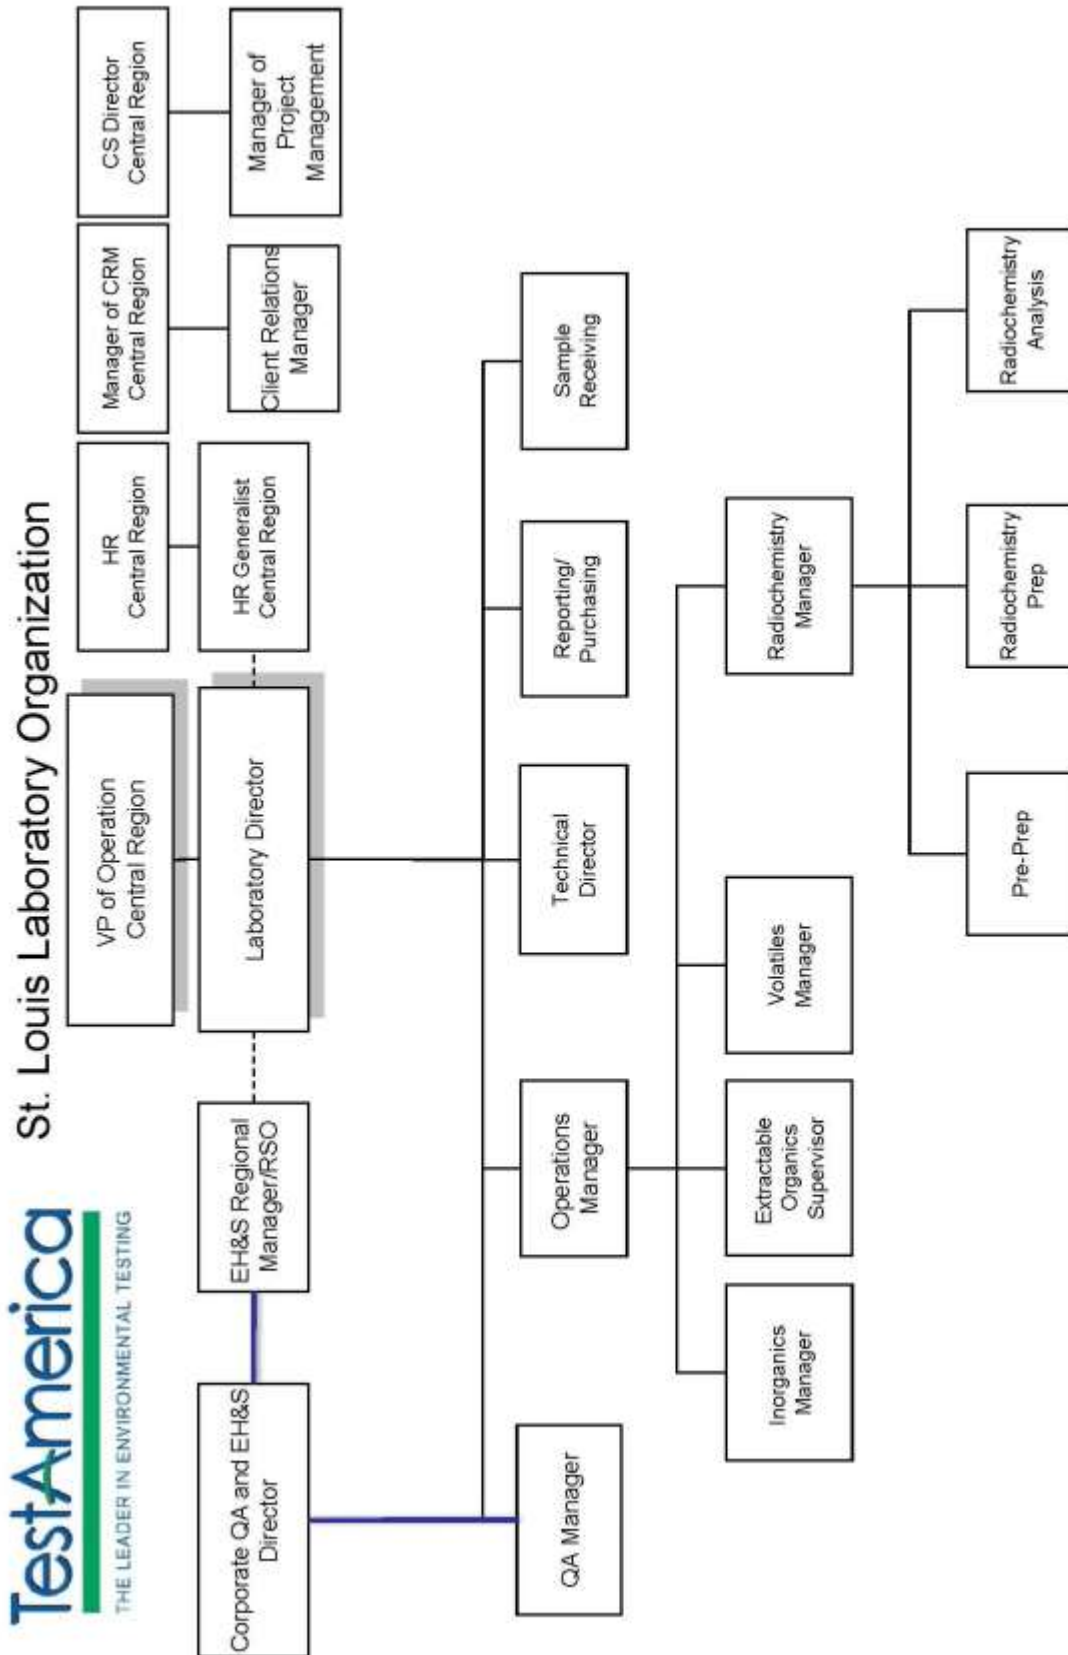 TestAmerica
THE LEADER IN ENVIRONMENTAL TESTING
St. Louis Laboratory Organization
VP of Operation
Central Region
HR
Central Region
Manager of CRM
Central Region
CS Director
Central Region
Corporate QA and EH&S
Director
EH&S Regional
Manager/RSO
Laboratory Director
HR Generalist
Central Region
Client Relations
Manager
Manager of
Project
Management
QA Manager
Operations
Manager
Technical
Director
Reporting/
Purchasing
Sample
Receiving
Inorganics
Manager
Extractable
Organics
Supervisor
Volatiles
Manager
Radiochemistry
Manager
Pre-Prep
Radiochemistry
Prep
Radiochemistry
Analysis